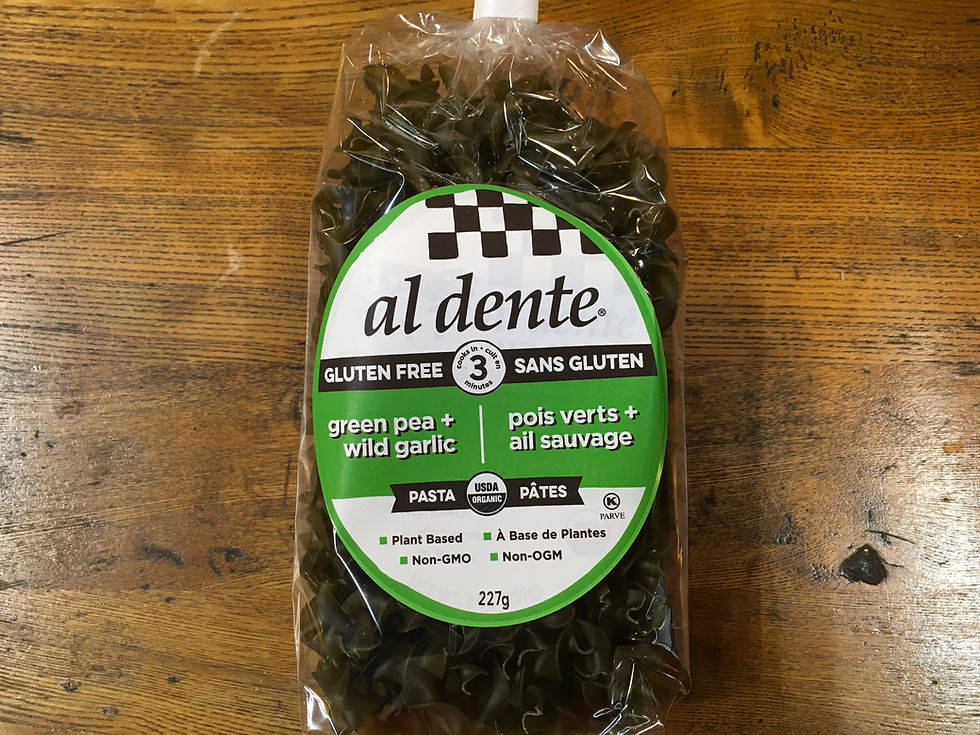 al dente®
GLUTEN FREE
cooks in • cuit en
3
minutes
SANS GLUTEN
green pea +
wild garlic
pois verts +
ail sauvage
PASTA
USDA
ORGANIC
PÂTES
K
PARVE
Plant Based
Non-GMO
À Base de Plantes
Non-OGM
227g